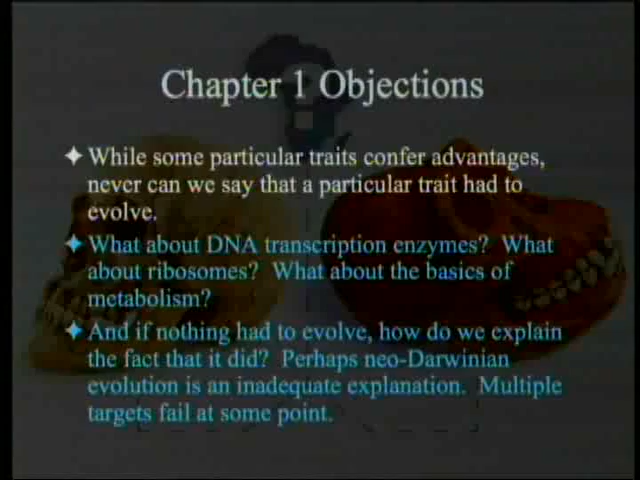 Chapter 1 Objections
While some particular traits confer advantages,
never can we say that a particular trait had to
evolve.
What about DNA transcription enzymes? What
about ribosomes? What about the basics of
metabolism?
And if nothing had to evolve, how do we explain
the fact that it did? Perhaps neo-Darwinian
evolution is an inadequate explanation. Multiple
targets fail at some point.